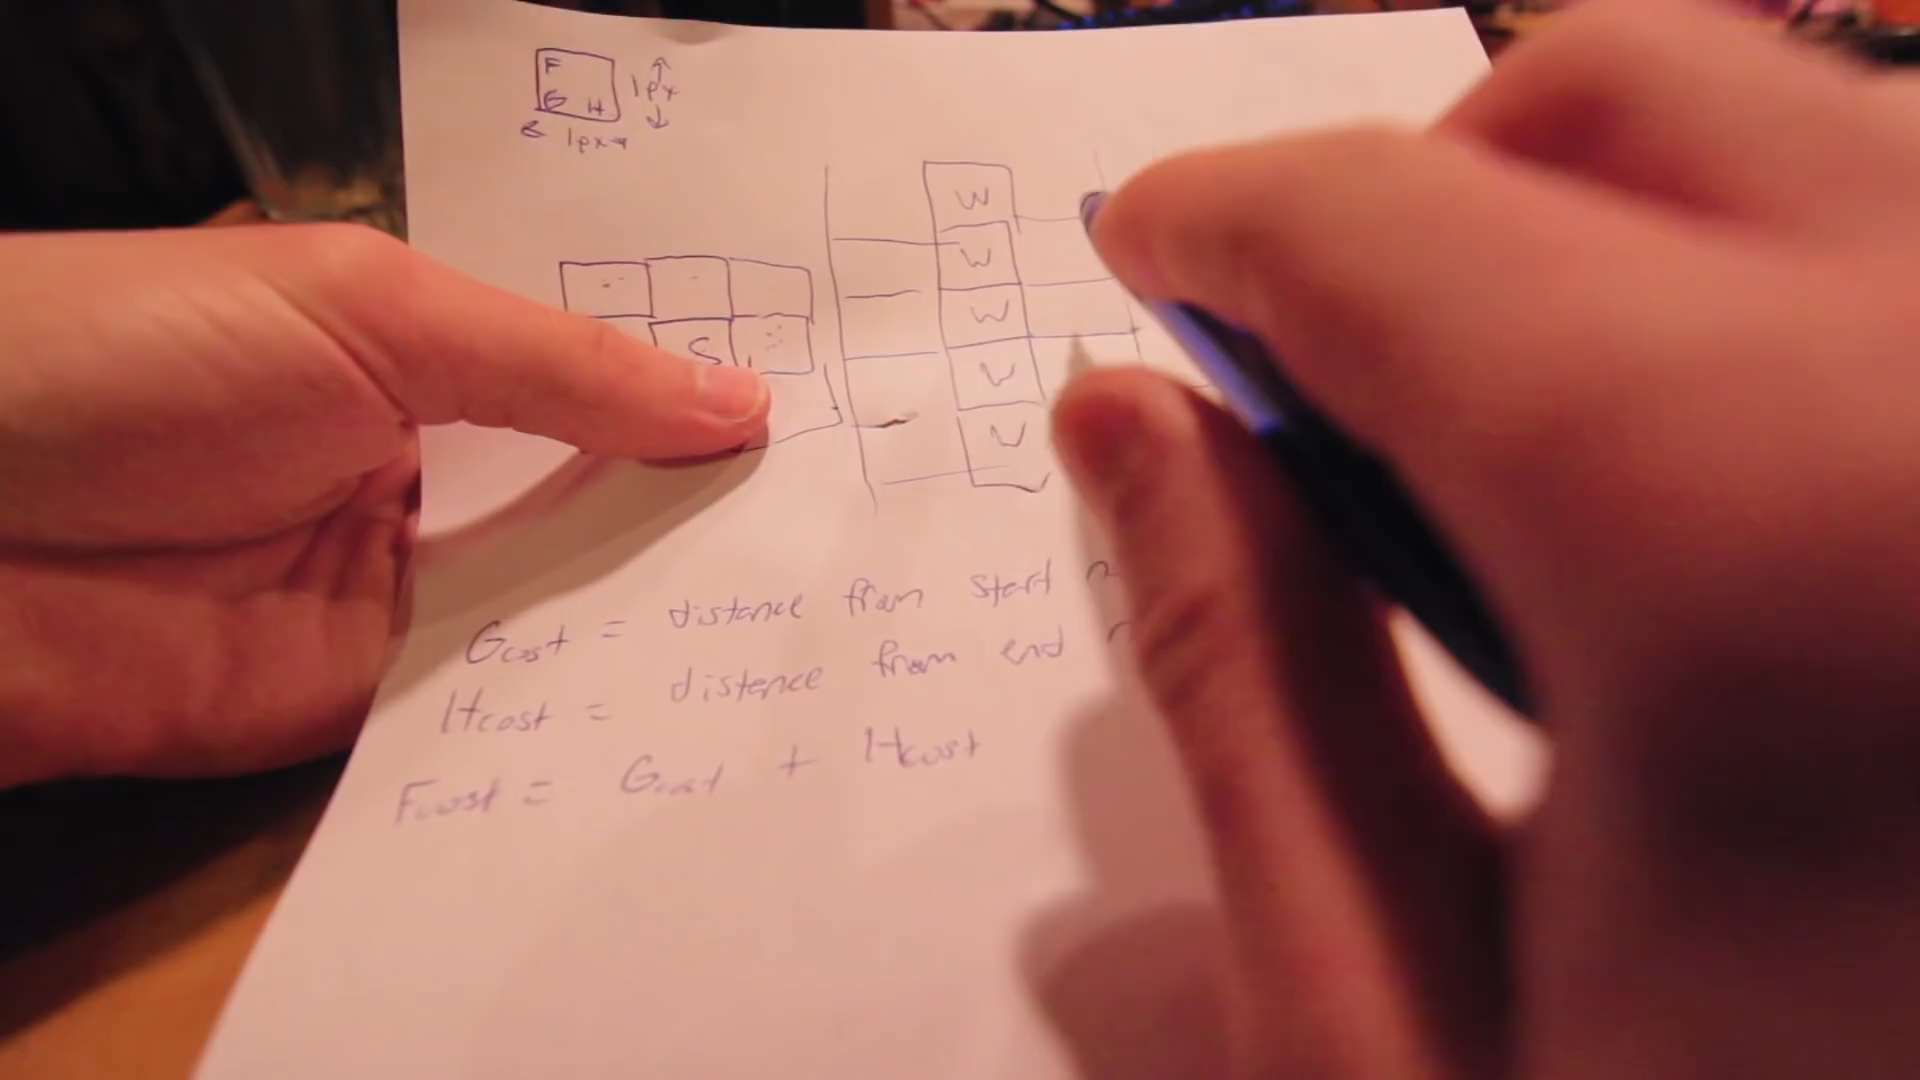 F
G H
1px
1px
W
W
W
W
W
S
Gcost = distance from start
Hcost = distance from end
Fcost = Gcost + Hcost